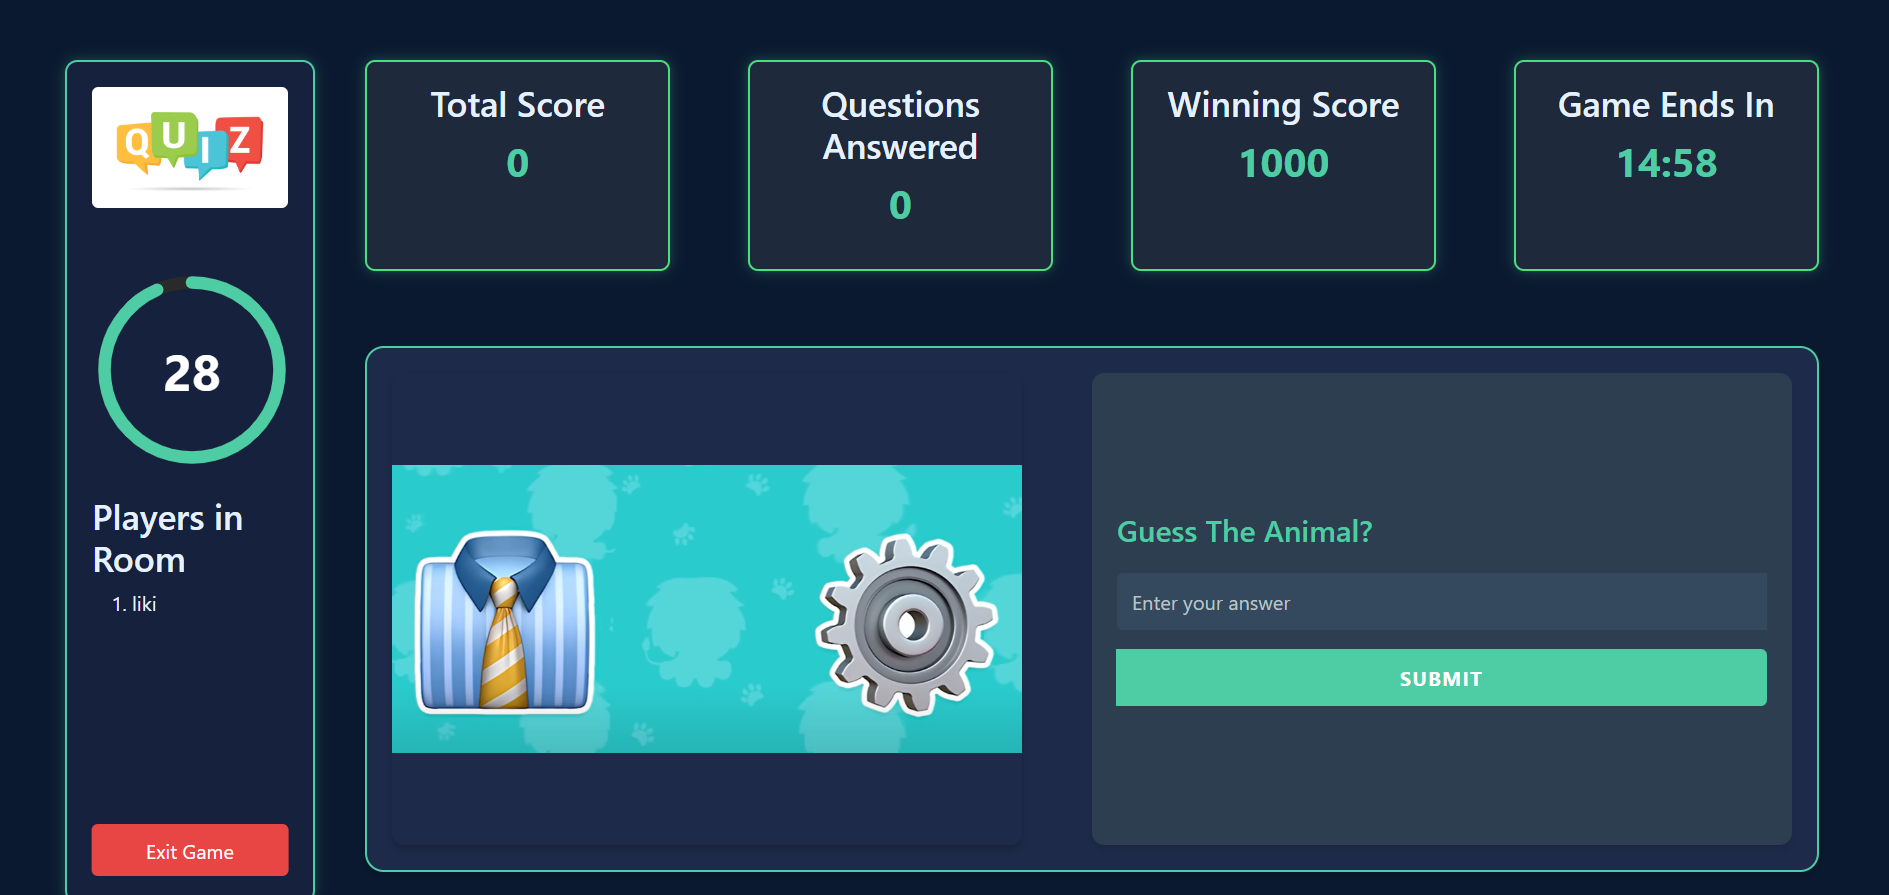 QUIZ
28
Players in
Room
1. liki
Exit Game
Total Score
0
Questions
Answered
0
Winning Score
1000
Game Ends In
14:58
Guess The Animal?
Enter your answer
SUBMIT